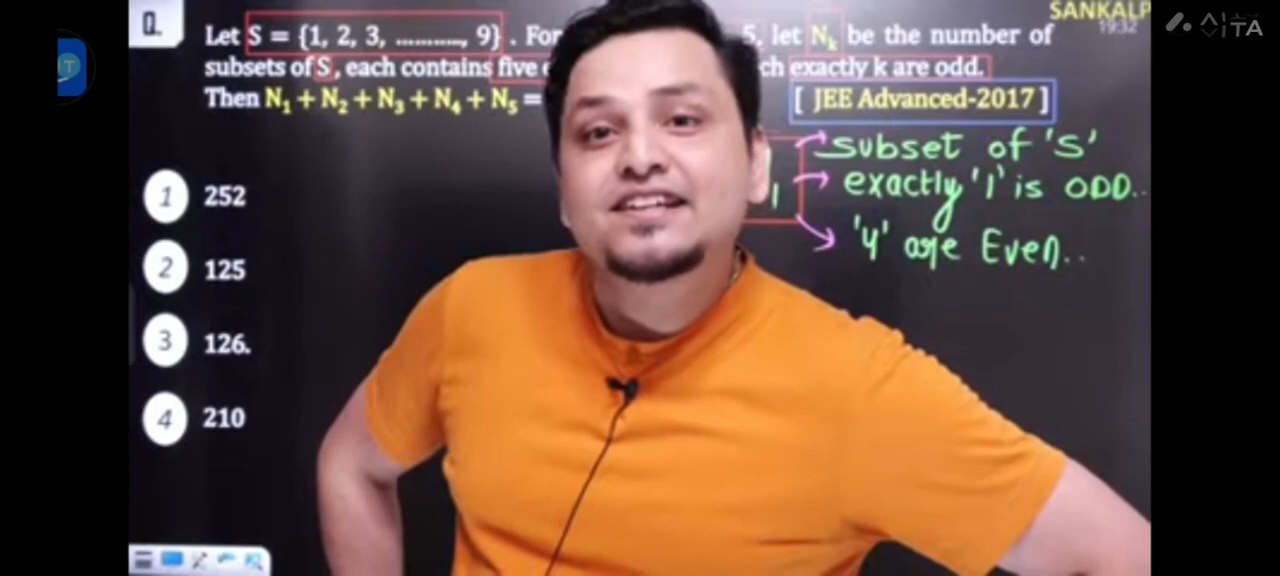 SANKALP
19:32
Q.
Let S = {1, 2, 3, ..........., 9} . For 5, let Nₖ be the number of
subsets of S, each contains five ch exactly k are odd.
Then N₁ + N₂ + N₃ + N₄ + N₅ = [ JEE Advanced-2017 ]
subset of 'S'
exactly '1' is ODD..
'4' are Even..
1 252
2 125
3 126.
4 210